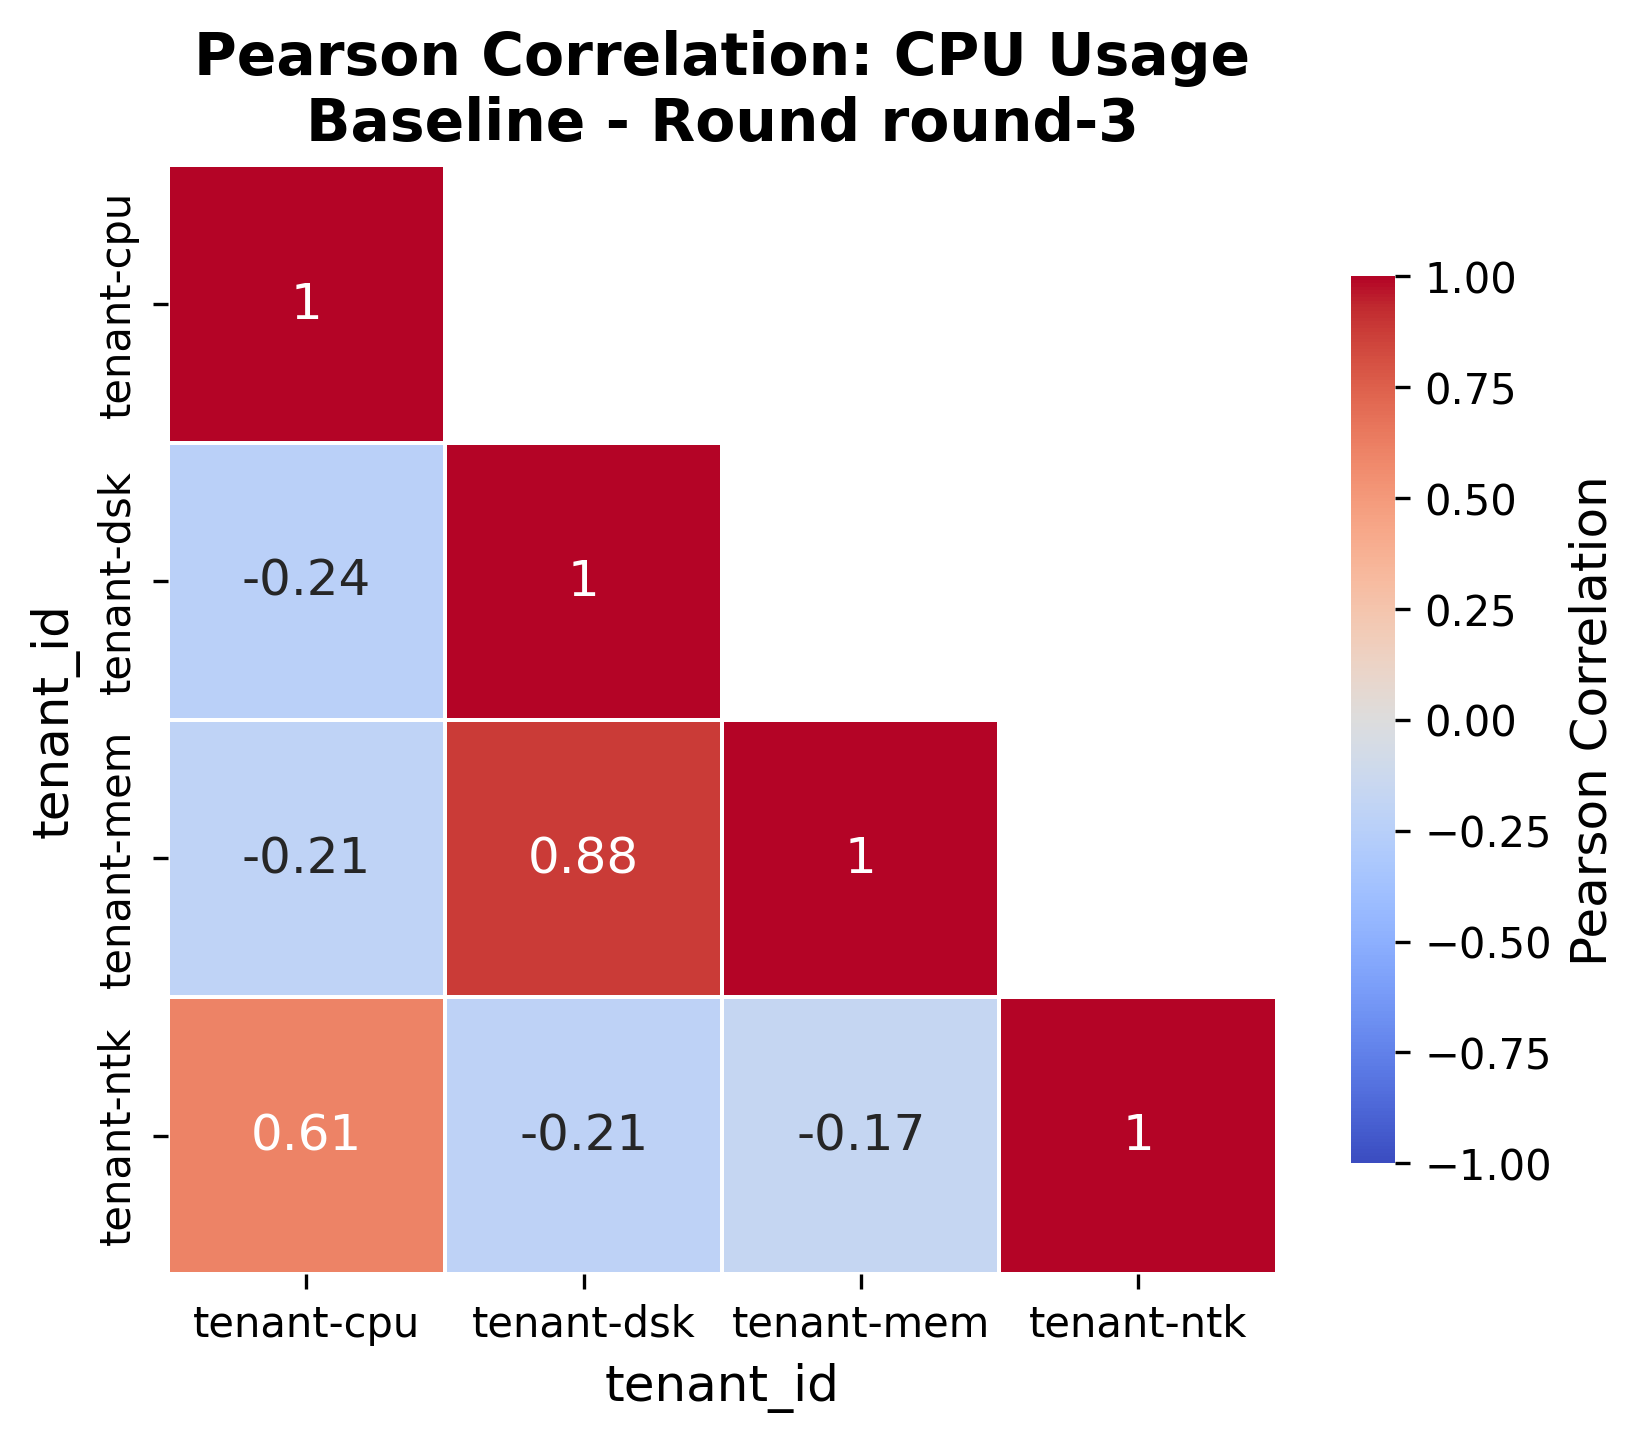 Pearson Correlation: CPU Usage
Baseline - Round round-3
tenant_id
tenant-cpu
1
tenant-dsk
-0.24
1
tenant-mem
-0.21
0.88
1
tenant-ntk
0.61
-0.21
-0.17
1
tenant-cpu
tenant-dsk
tenant-mem
tenant-ntk
tenant_id
1.00
0.75
0.50
0.25
0.00
−0.25
−0.50
−0.75
−1.00
Pearson Correlation